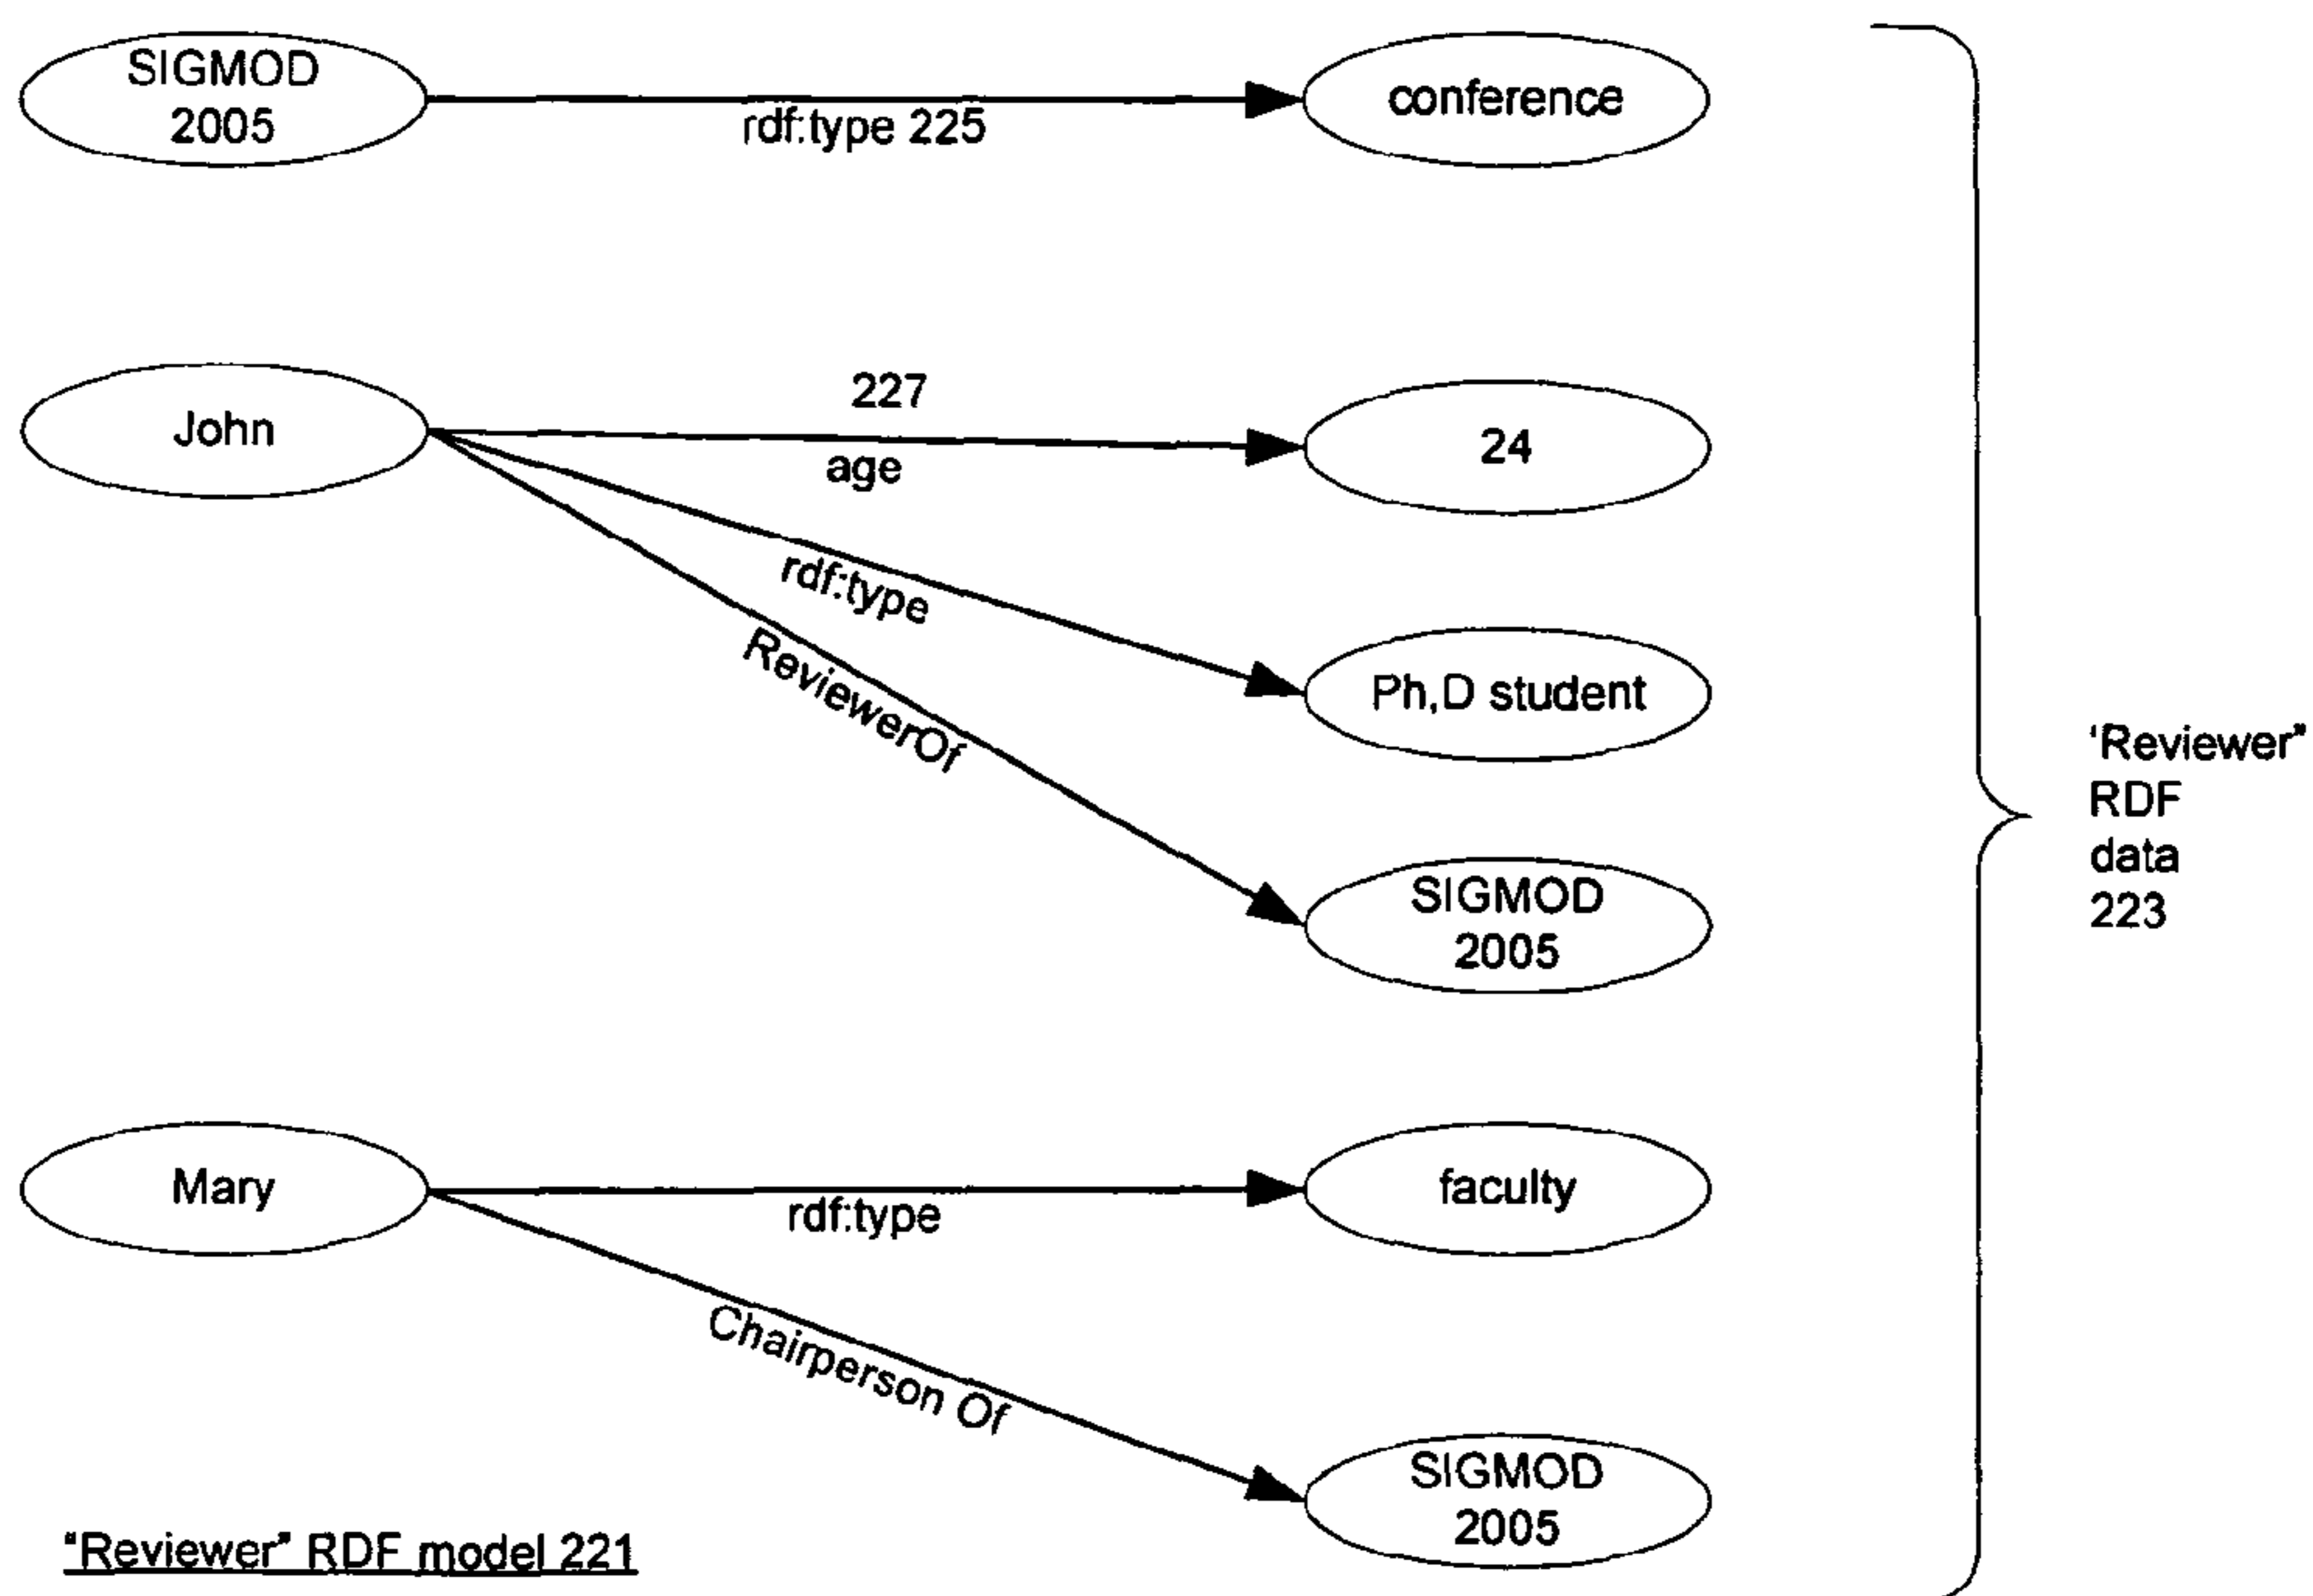 SIGMOD
2005
rdf:type 225
conference
John
227
age
24
rdf:type
Ph,D student
ReviewerOf
SIGMOD
2005
Mary
rdf:type
faculty
Chairperson Of
SIGMOD
2005
'Reviewer"
RDF
data
223
"Reviewer" RDF model 221